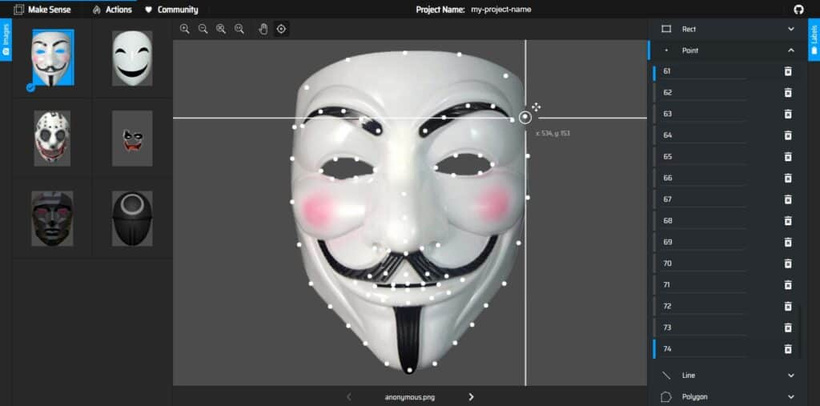 Make Sense Actions Community Project Name: my-project-name
Images
Labels
Rect
Point
61
62
63
64
65
66
67
68
69
70
71
72
73
74
Line
Polygon
x: 534, y: 153
anonymous.png